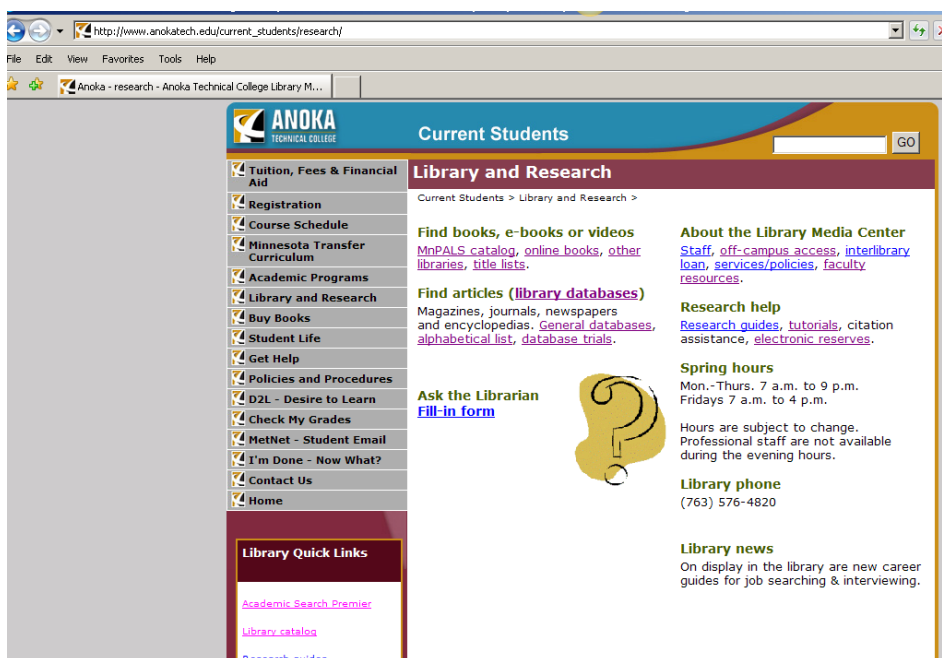 http://www.anokatech.edu/current_students/research/
File Edit View Favorites Tools Help
Anoka - research - Anoka Technical College Library M...
ANOKA
TECHNICAL COLLEGE
Current Students
GO
Tuition, Fees & Financial
Aid
Registration
Course Schedule
Minnesota Transfer
Curriculum
Academic Programs
Library and Research
Buy Books
Student Life
Get Help
Policies and Procedures
D2L - Desire to Learn
Check My Grades
MetNet - Student Email
I'm Done - Now What?
Contact Us
Home
Library Quick Links
Academic Search Premier
Library catalog
Research guides
Library and Research
Current Students > Library and Research >
Find books, e-books or videos
MnPALS catalog, online books, other
libraries, title lists.
Find articles (library databases)
Magazines, journals, newspapers
and encyclopedias. General databases,
alphabetical list, database trials.
Ask the Librarian
Fill-in form
?
About the Library Media Center
Staff, off-campus access, interlibrary
loan, services/policies, faculty
resources.
Research help
Research guides, tutorials, citation
assistance, electronic reserves.
Spring hours
Mon.-Thurs. 7 a.m. to 9 p.m.
Fridays 7 a.m. to 4 p.m.
Hours are subject to change.
Professional staff are not available
during the evening hours.
Library phone
(763) 576-4820
Library news
On display in the library are new career
guides for job searching & interviewing.